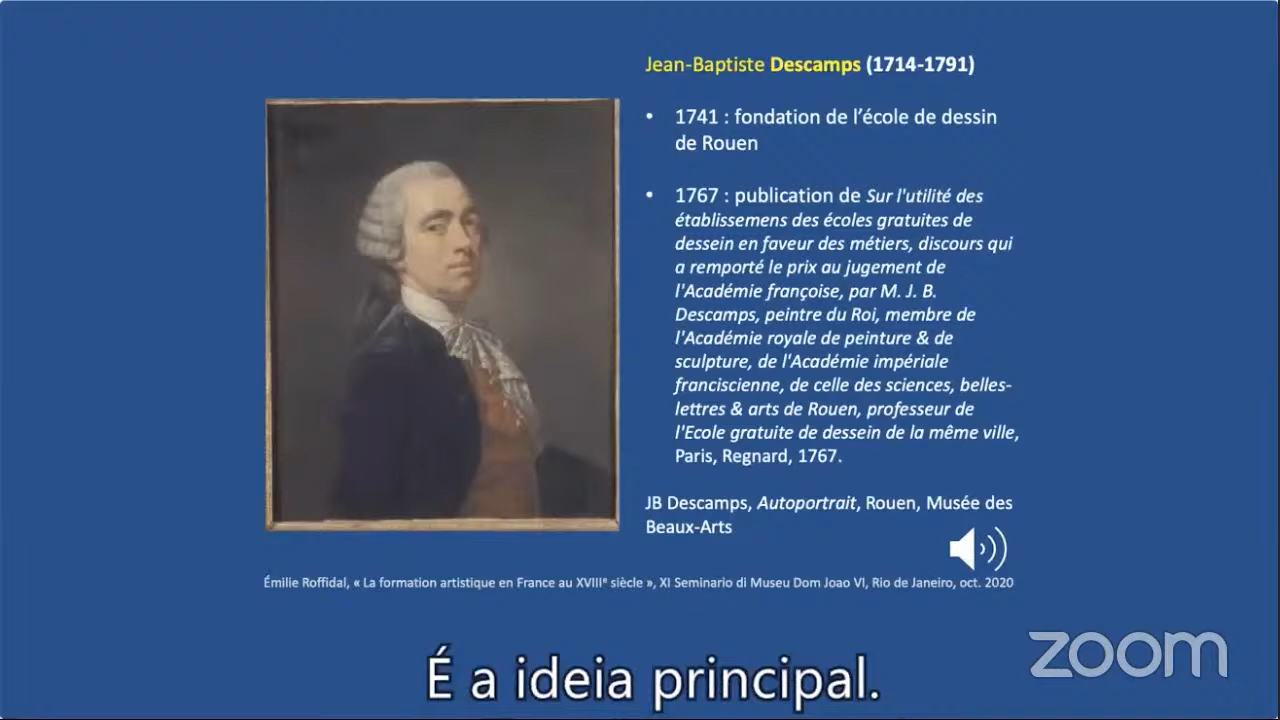 Jean-Baptiste Descamps (1714-1791)
• 1741 : fondation de l’école de dessin
de Rouen
• 1767 : publication de Sur l'utilité des
établissemens des écoles gratuites de
dessein en faveur des métiers, discours qui
a remporté le prix au jugement de
l'Académie françoise, par M. J. B.
Descamps, peintre du Roi, membre de
l'Académie royale de peinture & de
sculpture, de l'Académie impériale
franciscienne, de celle des sciences, belles-
lettres & arts de Rouen, professeur de
l'Ecole gratuite de dessein de la même ville,
Paris, Regnard, 1767.
JB Descamps, Autoportrait, Rouen, Musée des
Beaux-Arts
Émilie Roffidal, « La formation artistique en France au XVIIIe siècle », XI Seminario di Museu Dom Joao VI, Rio de Janeiro, oct. 2020
zoom
É a ideia principal.